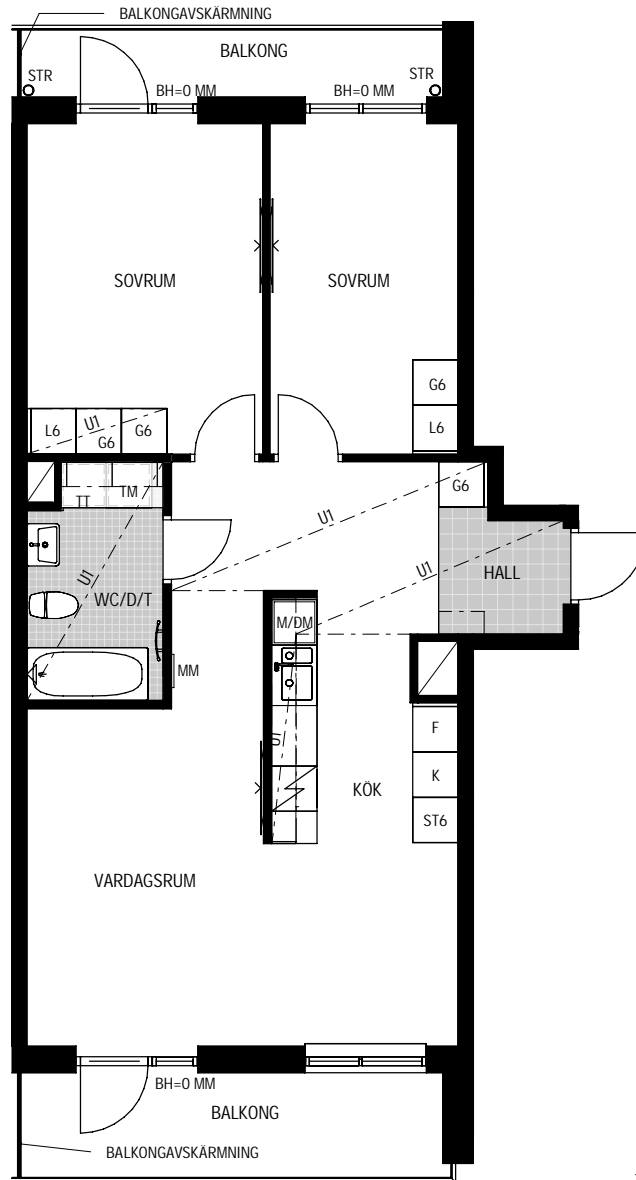 BALKONGAVSKÄRMNING
BALKONG
STR
STR
BH=0 MM
BH=0 MM
SOVRUM
SOVRUM
G6
L6
L6
U1
G6
G6
G6
TM
TT
U1
U1
HALL
U1
WC/D/T
M/DM
MM
F
U1
K
KÖK
ST6
VARDAGSRUM
BH=0 MM
BALKONG
BALKONGAVSKÄRMNING